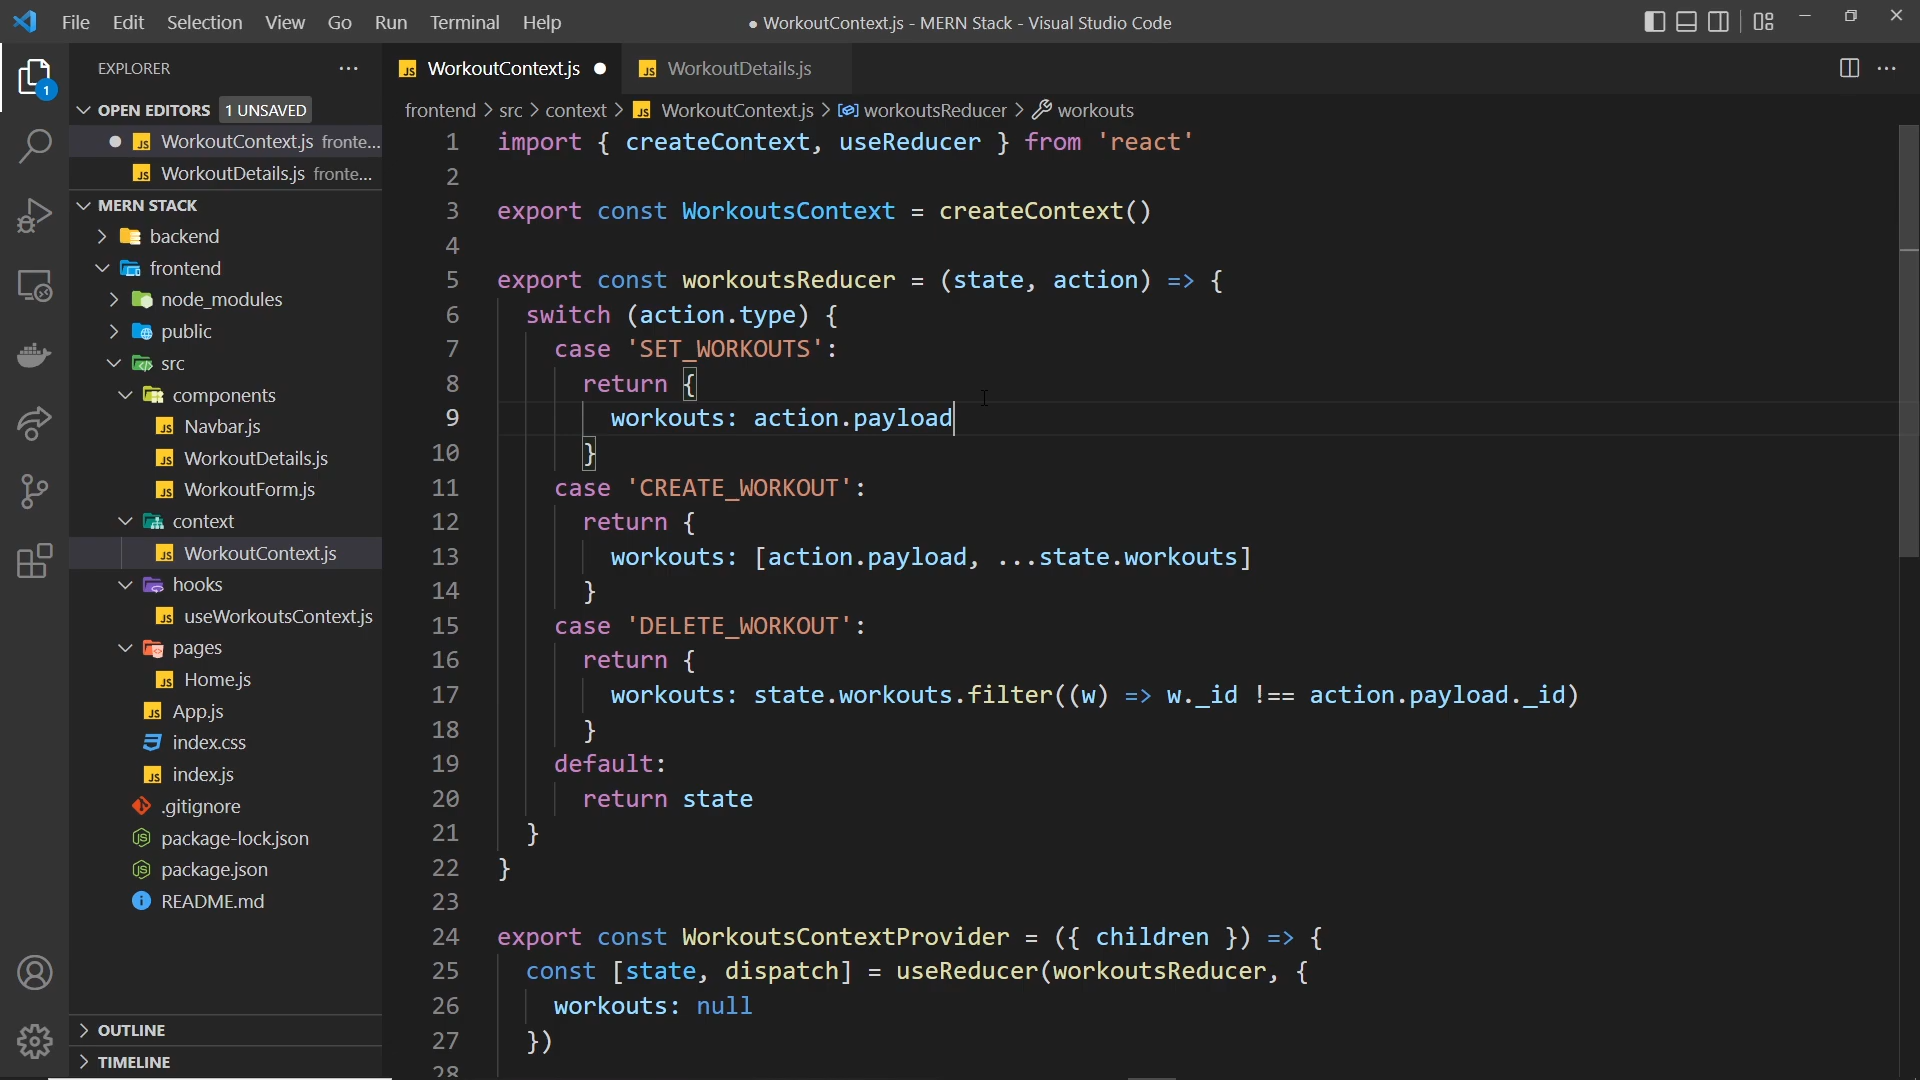 File Edit Selection View Go Run Terminal Help
● WorkoutContext.js - MERN Stack - Visual Studio Code
EXPLORER
OPEN EDITORS 1 UNSAVED
WorkoutContext.js fronte...
WorkoutDetails.js fronte...
MERN STACK
backend
frontend
node_modules
public
src
components
Navbar.js
WorkoutDetails.js
WorkoutForm.js
context
WorkoutContext.js
hooks
useWorkoutsContext.js
pages
Home.js
App.js
index.css
index.js
.gitignore
package-lock.json
package.json
README.md
OUTLINE
TIMELINE
1
WorkoutContext.js
WorkoutDetails.js
frontend > src > context > WorkoutContext.js > workoutsReducer > workouts
1 import { createContext, useReducer } from 'react'
2
3 export const WorkoutsContext = createContext()
4
5 export const workoutsReducer = (state, action) => {
6 switch (action.type) {
7 case 'SET_WORKOUTS':
8 return {
9 workouts: action.payload
10 }
11 case 'CREATE_WORKOUT':
12 return {
13 workouts: [action.payload, ...state.workouts]
14 }
15 case 'DELETE_WORKOUT':
16 return {
17 workouts: state.workouts.filter((w) => w._id !== action.payload._id)
18 }
19 default:
20 return state
21 }
22 }
23
24 export const WorkoutsContextProvider = ({ children }) => {
25 const [state, dispatch] = useReducer(workoutsReducer, {
26 workouts: null
27 })
28